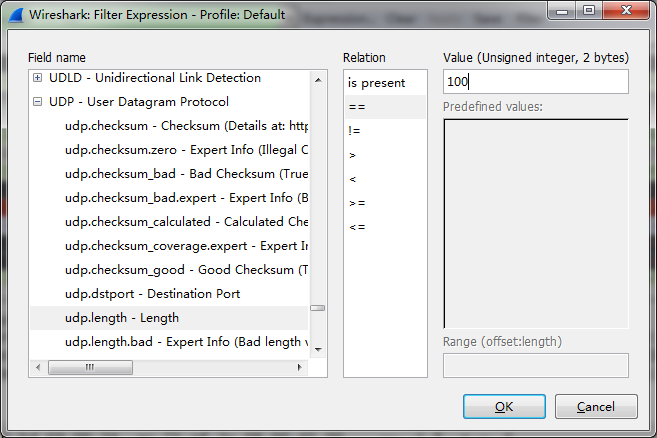 Wireshark: Filter Expression - Profile: Default
Field name
UDLD - Unidirectional Link Detection
UDP - User Datagram Protocol
udp.checksum - Checksum (Details at: http
udp.checksum.zero - Expert Info (Illegal C
udp.checksum_bad - Bad Checksum (True
udp.checksum_bad.expert - Expert Info (B
udp.checksum_calculated - Calculated Che
udp.checksum_coverage.expert - Expert Ir
udp.checksum_good - Good Checksum (T
udp.dstport - Destination Port
udp.length - Length
udp.length.bad - Expert Info (Bad length v
Relation
is present
==
!=
>
<
>=
<=
Value (Unsigned integer, 2 bytes)
100
Predefined values:
Range (offset:length)
OK
Cancel